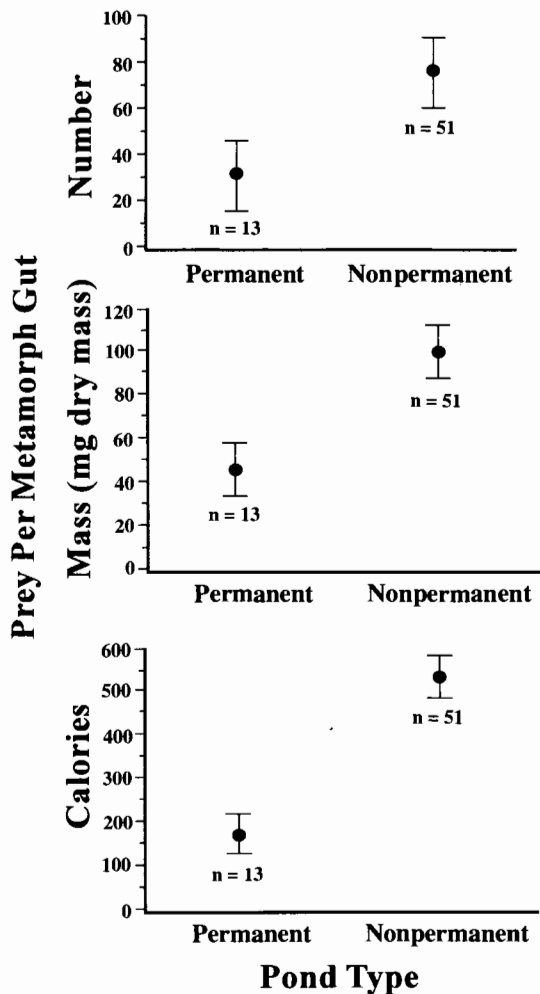 Prey Per Metamorph Gut
Number
100
80
60
40
20
0
n = 13
n = 51
Permanent Nonpermanent
Mass (mg dry mass)
120
100
80
60
40
20
0
n = 13
n = 51
Permanent Nonpermanent
Calories
600
500
400
300
200
100
0
n = 13
n = 51
Permanent Nonpermanent
Pond Type